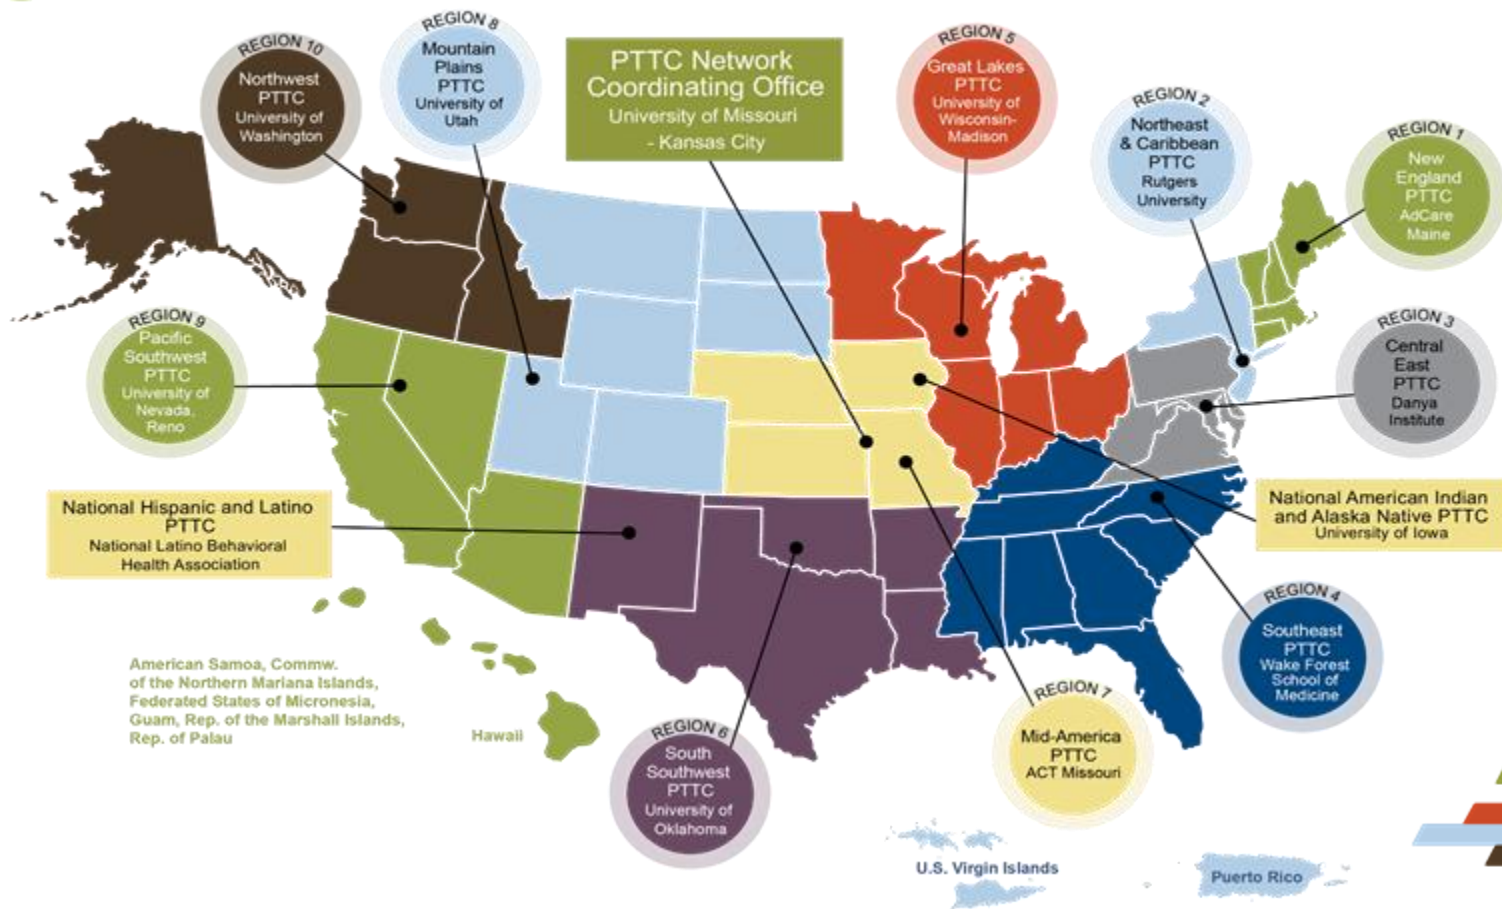 REGION 10
Northwest
PTTC
University of
Washington
REGION 8
Mountain
Plains
PTTC
University of
Utah
PTTC Network
Coordinating Office
University of Missouri
- Kansas City
REGION 5
Great Lakes
PTTC
University of
Wisconsin-
Madison
REGION 2
Northeast
& Caribbean
PTTC
Rutgers
University
REGION 1
New
England
PTTC
AdCare
Maine
REGION 9
Pacific
Southwest
PTTC
University of
Nevada,
Reno
REGION 3
Central
East
PTTC
Danya
Institute
National Hispanic and Latino
PTTC
National Latino Behavioral
Health Association
National American Indian
and Alaska Native PTTC
University of Iowa
REGION 4
Southeast
PTTC
Wake Forest
School of
Medicine
American Samoa, Commw.
of the Northern Mariana Islands,
Federated States of Micronesia,
Guam, Rep. of the Marshall Islands,
Rep. of Palau
Hawaii
REGION 6
South
Southwest
PTTC
University of
Oklahoma
REGION 7
Mid-America
PTTC
ACT Missouri
U.S. Virgin Islands
Puerto Rico